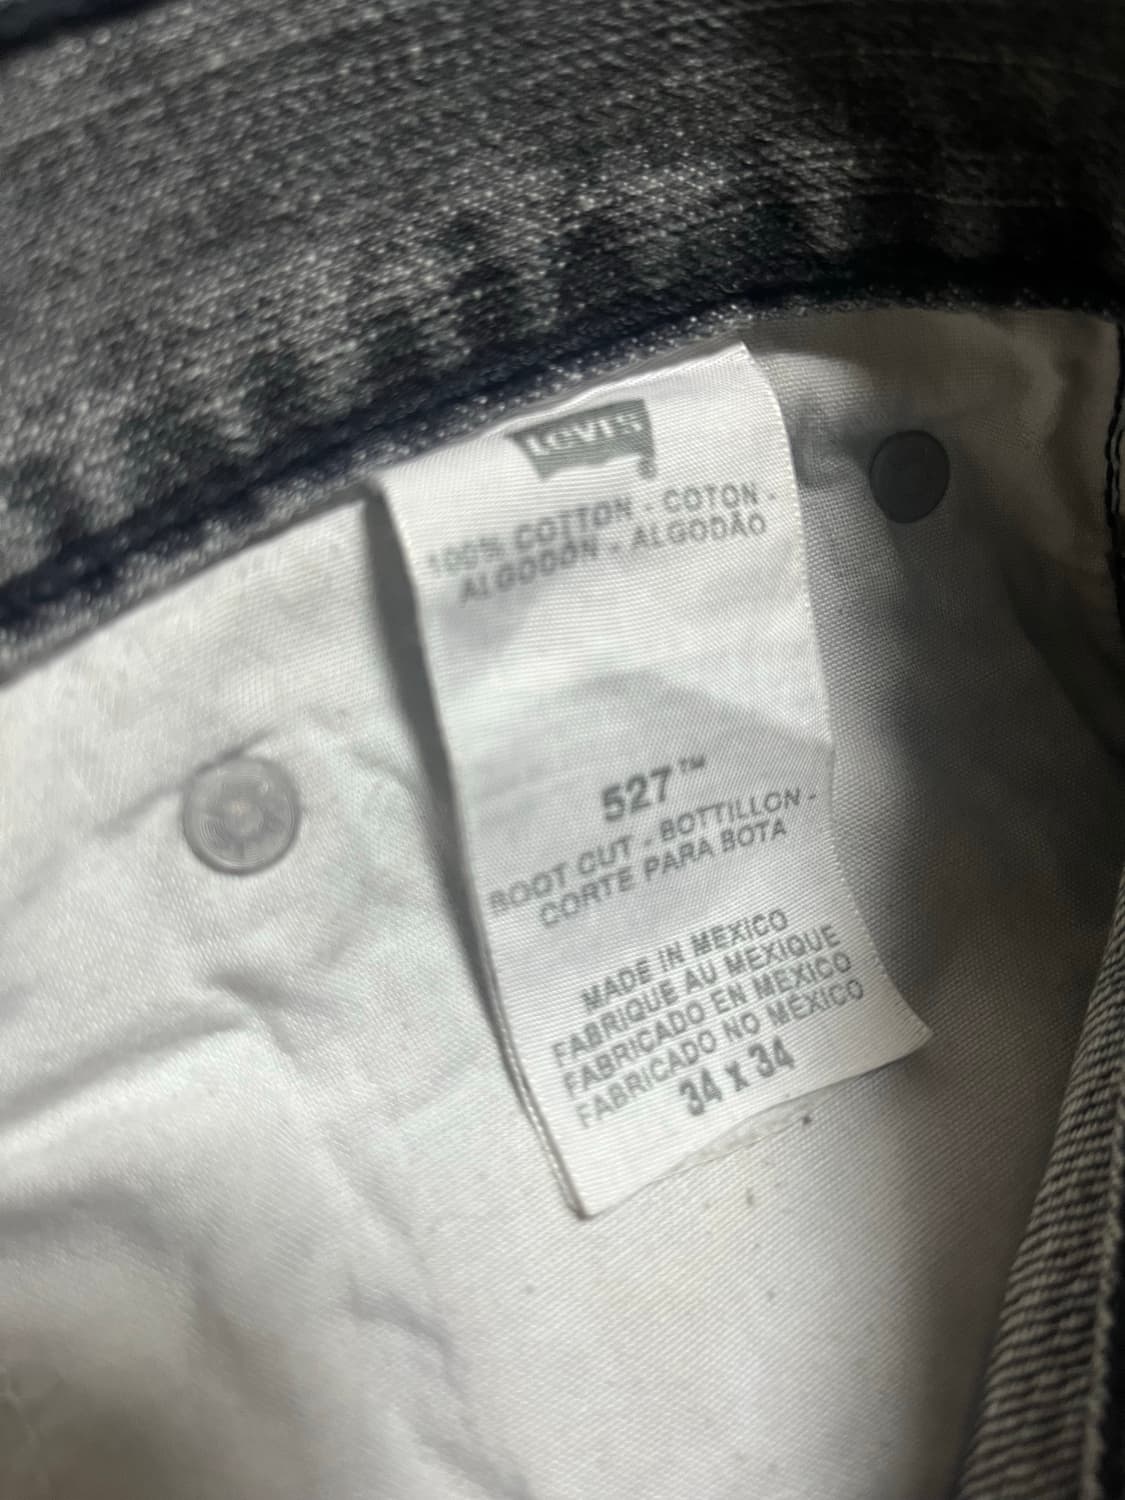 LEVI'S
100% COTTON - COTON -
ALGODON - ALGODÃO
527™
BOOT CUT - BOTTILLON -
CORTE PARA BOTA
MADE IN MEXICO
FABRIQUE AU MEXIQUE
FABRICADO EN MEXICO
FABRICADO NO MÉXICO
34 x 34